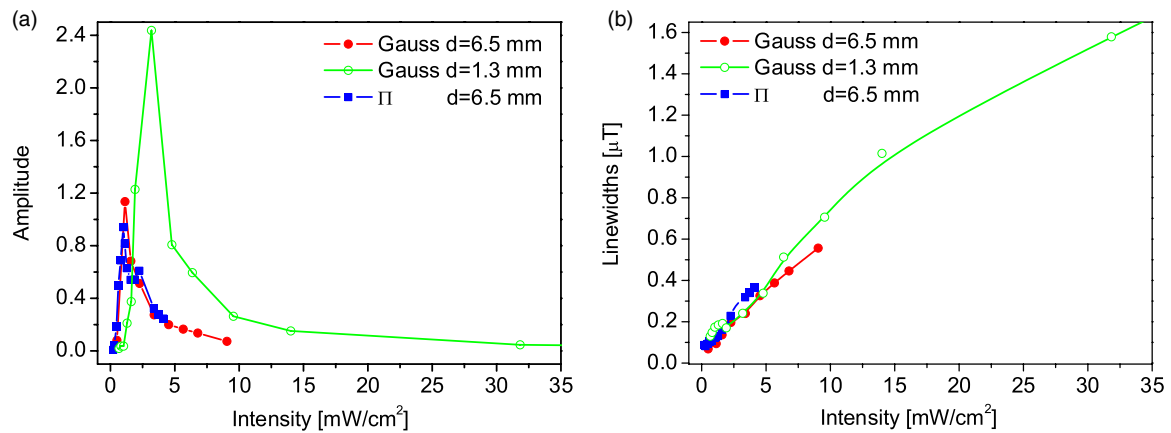 (a)
Amplitude
2.4
2.0
1.6
1.2
0.8
0.4
0.0
Gauss d=6.5 mm
Gauss d=1.3 mm
Π d=6.5 mm
0 5 10 15 20 25 30 35
Intensity [mW/cm²]
(b)
Linewidths [µT]
1.6
1.4
1.2
1.0
0.8
0.6
0.4
0.2
0.0
Gauss d=6.5 mm
Gauss d=1.3 mm
Π d=6.5 mm
0 5 10 15 20 25 30 35
Intensity [mW/cm²]